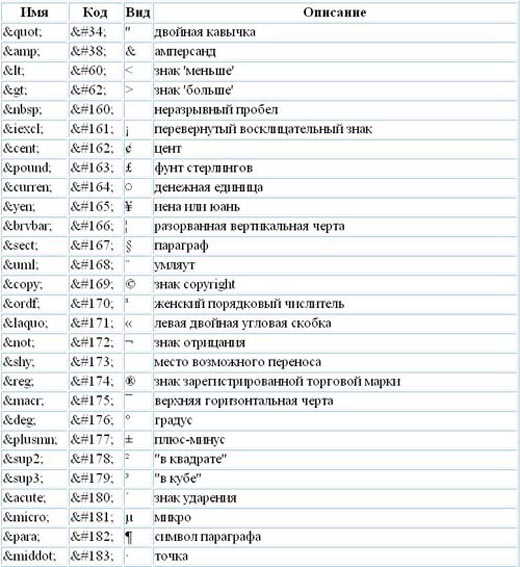 Имя Код Вид Описание
&quot; &#34; " двойная кавычка
&amp; &#38; & амперсанд
&lt; &#60; < знак 'меньше'
&gt; &#62; > знак 'больше'
&nbsp; &#160; неразрывный пробел
&iexcl; &#161; ¡ перевернутый восклицательный знак
&cent; &#162; ¢ цент
&pound; &#163; £ фунт стерлингов
&curren; &#164; ¤ денежная единица
&yen; &#165; ¥ иена или юань
&brvbar; &#166; ¦ разорванная вертикальная черта
&sect; &#167; § параграф
&uml; &#168; ¨ умляут
&copy; &#169; © знак copyright
&ordf; &#170; ª женский порядковый числитель
&laquo; &#171; « левая двойная угловая скобка
&not; &#172; ¬ знак отрицания
&shy; &#173; место возможного переноса
&reg; &#174; ® знак зарегистрированной торговой марки
&macr; &#175; ¯ верхняя горизонтальная черта
&deg; &#176; ° градус
&plusmn; &#177; ± плюс-минус
&sup2; &#178; ² "в квадрате"
&sup3; &#179; ³ "в кубе"
&acute; &#180; ´ знак ударения
&micro; &#181; µ микро
&para; &#182; ¶ символ параграфа
&middot; &#183; · точка